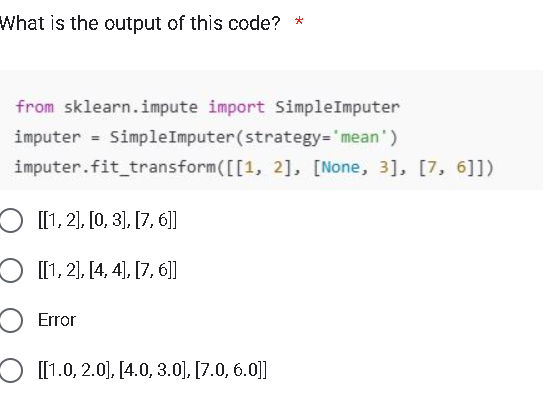 What is the output of this code? *
from sklearn.impute import SimpleImputer
imputer = SimpleImputer(strategy='mean')
imputer.fit_transform([[1, 2], [None, 3], [7, 6]])
[[1, 2], [0, 3], [7, 6]]
[[1, 2], [4, 4], [7, 6]]
Error
[[1.0, 2.0], [4.0, 3.0], [7.0, 6.0]]